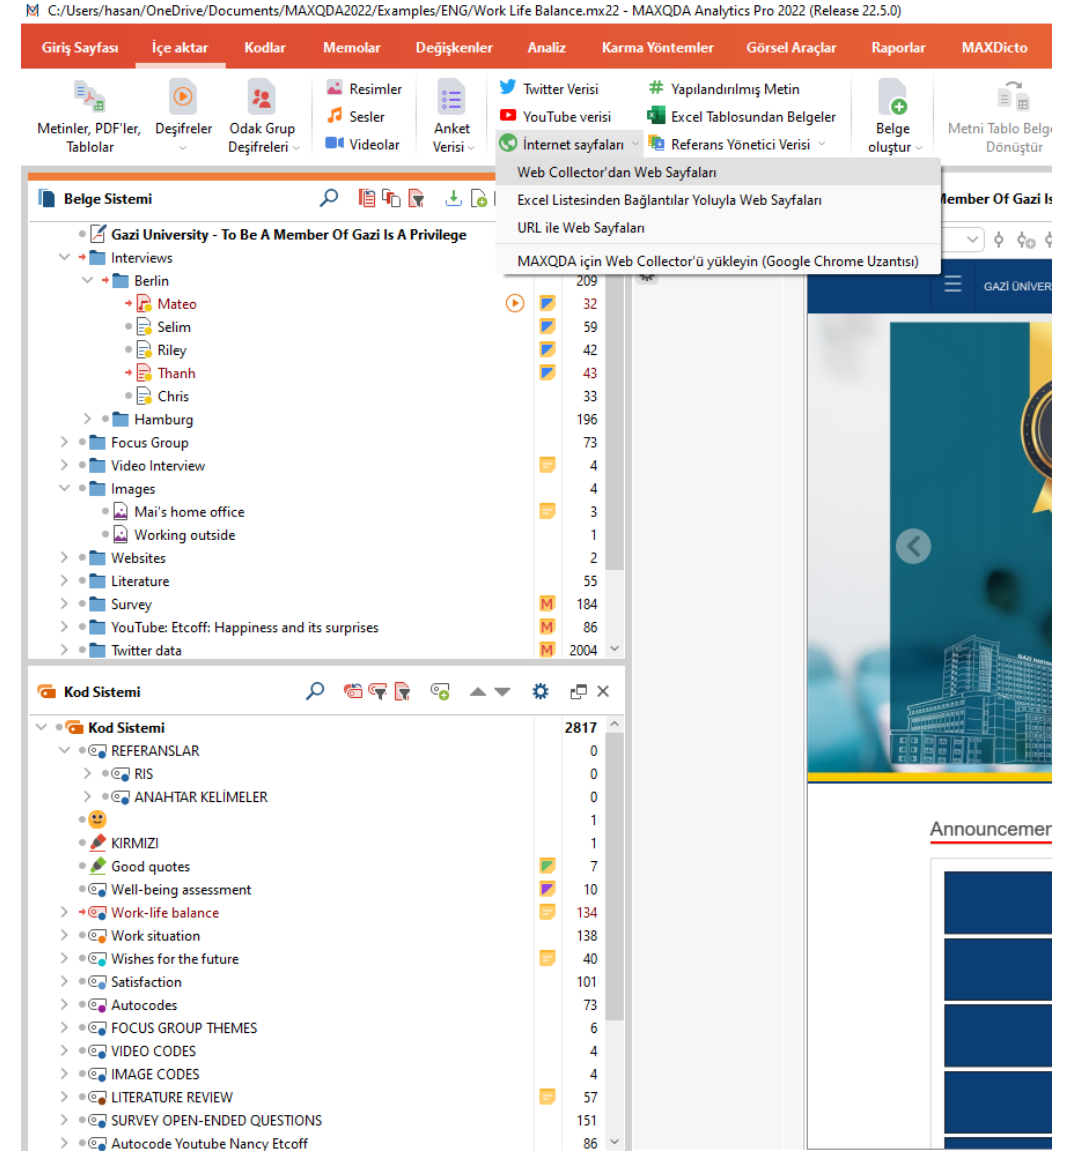 C:/Users/hasan/OneDrive/Documents/MAXQDA2022/Examples/ENG/Work Life Balance.mx22 - MAXQDA Analytics Pro 2022 (Release 22.5.0)
Giriş Sayfası İçe aktar Kodlar Memolar Değişkenler Analiz Karma Yöntemler Görsel Araçlar Raporlar MAXDicto
Metinler, PDF'ler, Tablolar
Deşifreler
Odak Grup Deşifreleri
Resimler
Sesler
Videolar
Anket Verisi
Twitter Verisi
YouTube verisi
İnternet sayfaları
Yapılandırılmış Metin
Excel Tablosundan Belgeler
Referans Yönetici Verisi
Belge oluştur
Metni Tablo Belge
Dönüştür
Web Collector'dan Web Sayfaları
Excel Listesinden Bağlantılar Yoluyla Web Sayfaları
URL ile Web Sayfaları
MAXQDA için Web Collector'ü yükleyin (Google Chrome Uzantısı)
Belge Sistemi
Member Of Gazi Is
Gazi University - To Be A Member Of Gazi Is A Privilege
Interviews
Berlin 209
Mateo 32
Selim 59
Riley 42
Thanh 43
Chris 33
Hamburg 196
Focus Group 73
Video Interview 4
Images 4
Mai's home office 3
Working outside 1
Websites 2
Literature 55
Survey M 184
YouTube: Etcoff: Happiness and its surprises M 86
Twitter data M 2004
GAZİ ÜNİVER
Kod Sistemi
Kod Sistemi 2817
REFERANSLAR 0
RIS 0
ANAHTAR KELİMELER 0
1
KIRMIZI 1
Good quotes 7
Well-being assessment 10
Work-life balance 134
Work situation 138
Wishes for the future 40
Satisfaction 101
Autocodes 73
FOCUS GROUP THEMES 6
VIDEO CODES 4
IMAGE CODES 4
LITERATURE REVIEW 57
SURVEY OPEN-ENDED QUESTIONS 151
Autocode Youtube Nancy Etcoff 86
Announcemen